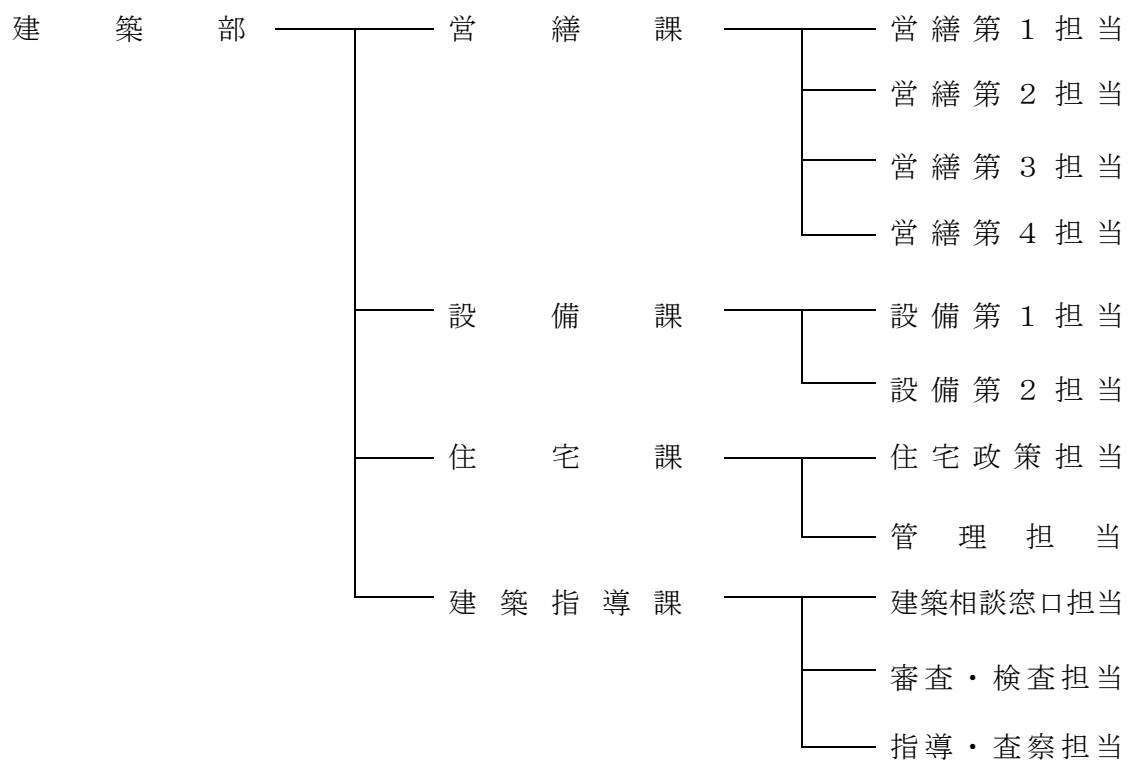 建築部 営繕課 営繕第１担当
営繕第２担当
営繕第３担当
営繕第４担当
設備課 設備第１担当
設備第２担当
住宅課 住宅政策担当
管理担当
建築指導課 建築相談窓口担当
審査・検査担当
指導・査察担当